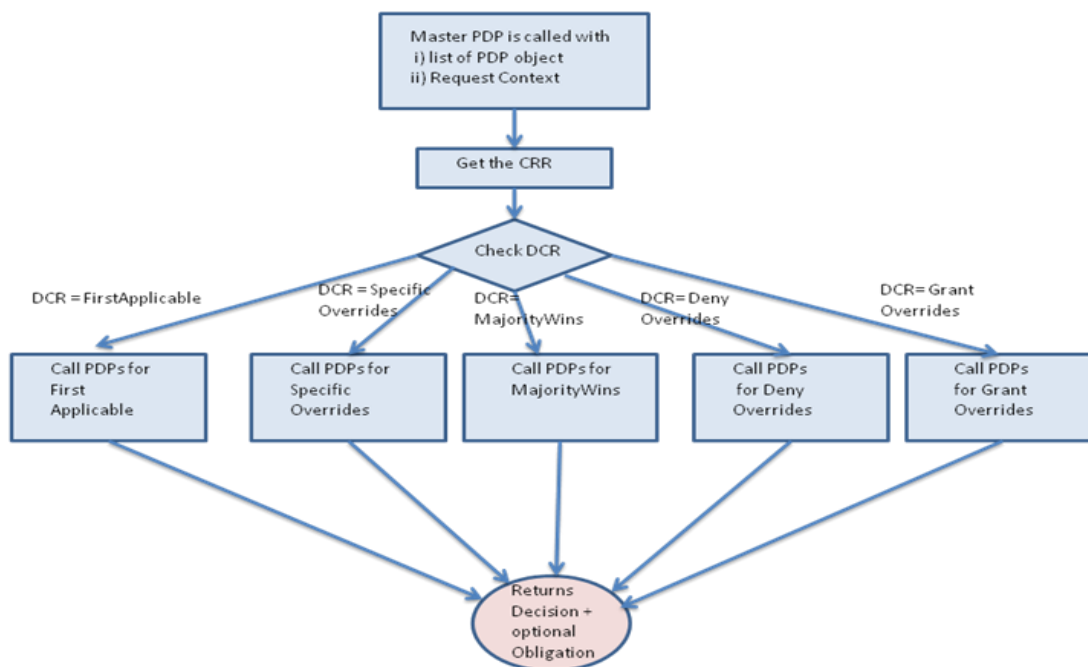 Master PDP is called with
i) list of PDP object
ii) Request Context
Get the CRR
Check DCR
DCR = FirstApplicable
DCR = Specific
Overrides
DCR=
MajorityWins
DCR= Deny
Overrides
DCR= Grant
Overrides
Call PDPs for
First
Applicable
Call PDPs for
Specific
Overrides
Call PDPs for
MajorityWins
Call PDPs
for Deny
Overrides
Call PDPs
for Grant
Overrides
Returns
Decision +
optional
Obligation